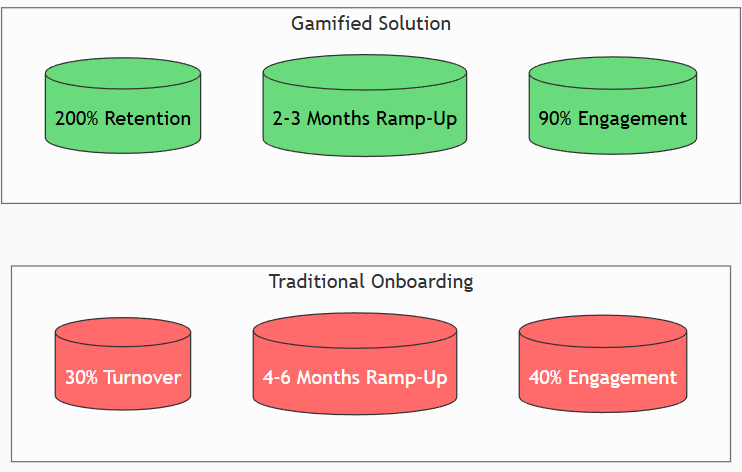 Gamified Solution
200% Retention
2-3 Months Ramp-Up
90% Engagement
Traditional Onboarding
30% Turnover
4-6 Months Ramp-Up
40% Engagement